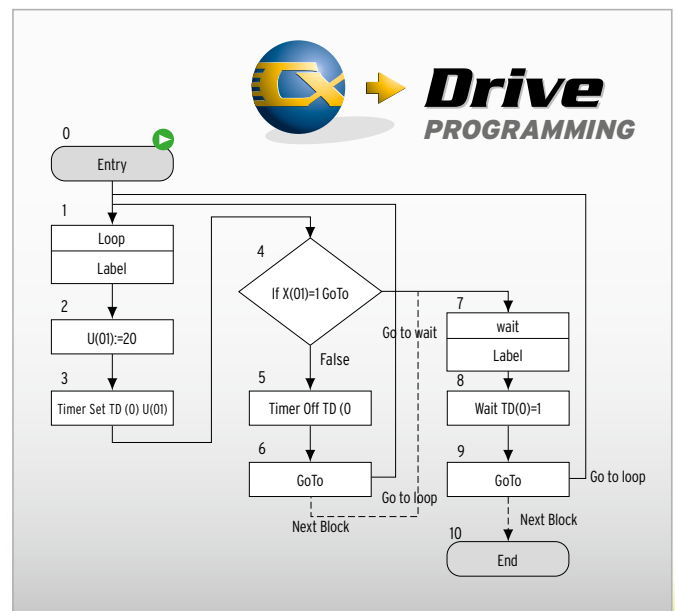 CX
Drive
PROGRAMMING
0
Entry
1
Loop
Label
2
U(01):=20
3
Timer Set TD (0) U(01)
4
If X(01)=1 GoTo
Go to wait
False
5
Timer Off TD (0
6
GoTo
Go to loop
Next Block
7
wait
Label
8
Wait TD(0)=1
9
GoTo
Go to loop
Next Block
10
End